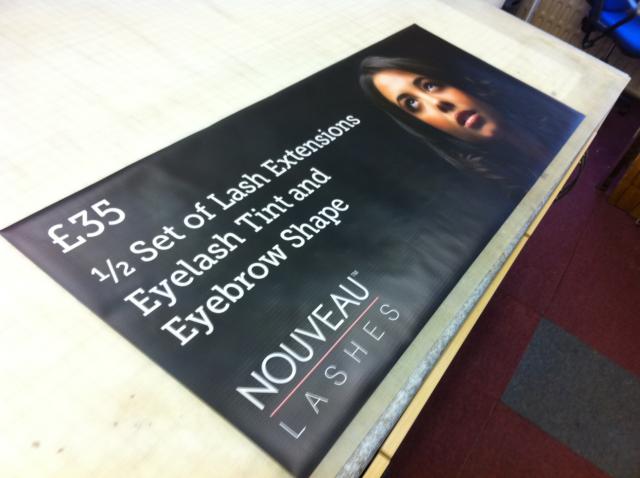 £35
½ Set of Lash Extensions
Eyelash Tint and
Eyebrow Shape
NOUVEAU™
LASHES